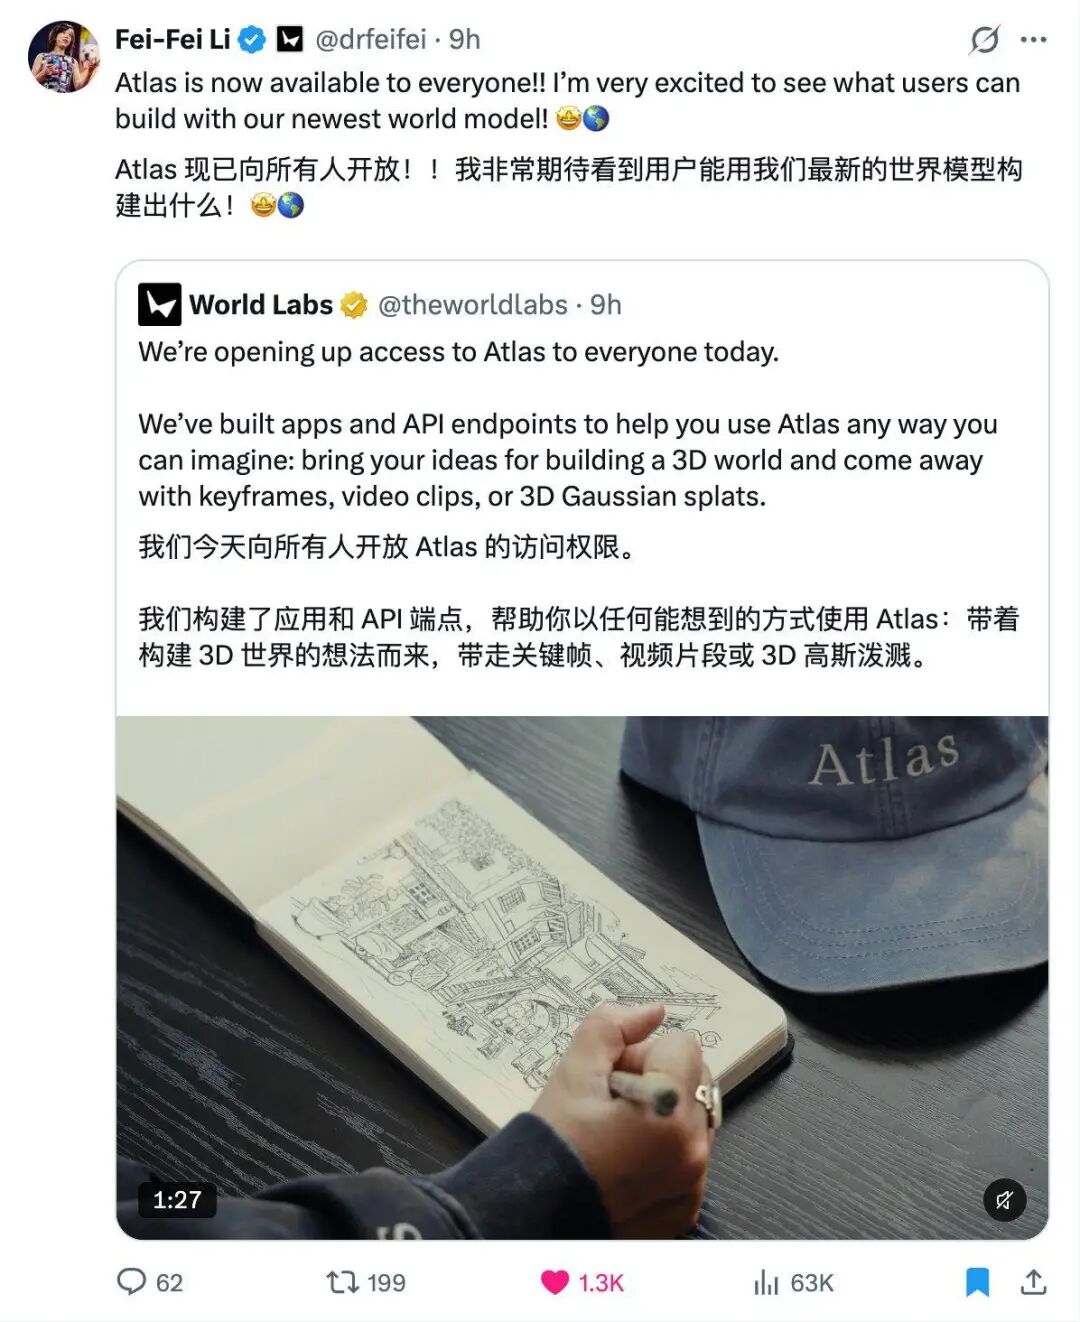 Fei-Fei Li @drfeifei · 9h
Atlas is now available to everyone!! I’m very excited to see what users can
build with our newest world model! 🤩🌎
Atlas 现已向所有人开放！！我非常期待看到用户能用我们最新的世界模型构
建出什么！🤩🌎
World Labs @theworldlabs · 9h
We’re opening up access to Atlas to everyone today.
We’ve built apps and API endpoints to help you use Atlas any way you
can imagine: bring your ideas for building a 3D world and come away
with keyframes, video clips, or 3D Gaussian splats.
我们今天向所有人开放 Atlas 的访问权限。
我们构建了应用和 API 端点，帮助你以任何能想到的方式使用 Atlas：带着
构建 3D 世界的想法而来，带走关键帧、视频片段或 3D 高斯泼溅。
Atlas
1:27
62 199 1.3K 63K